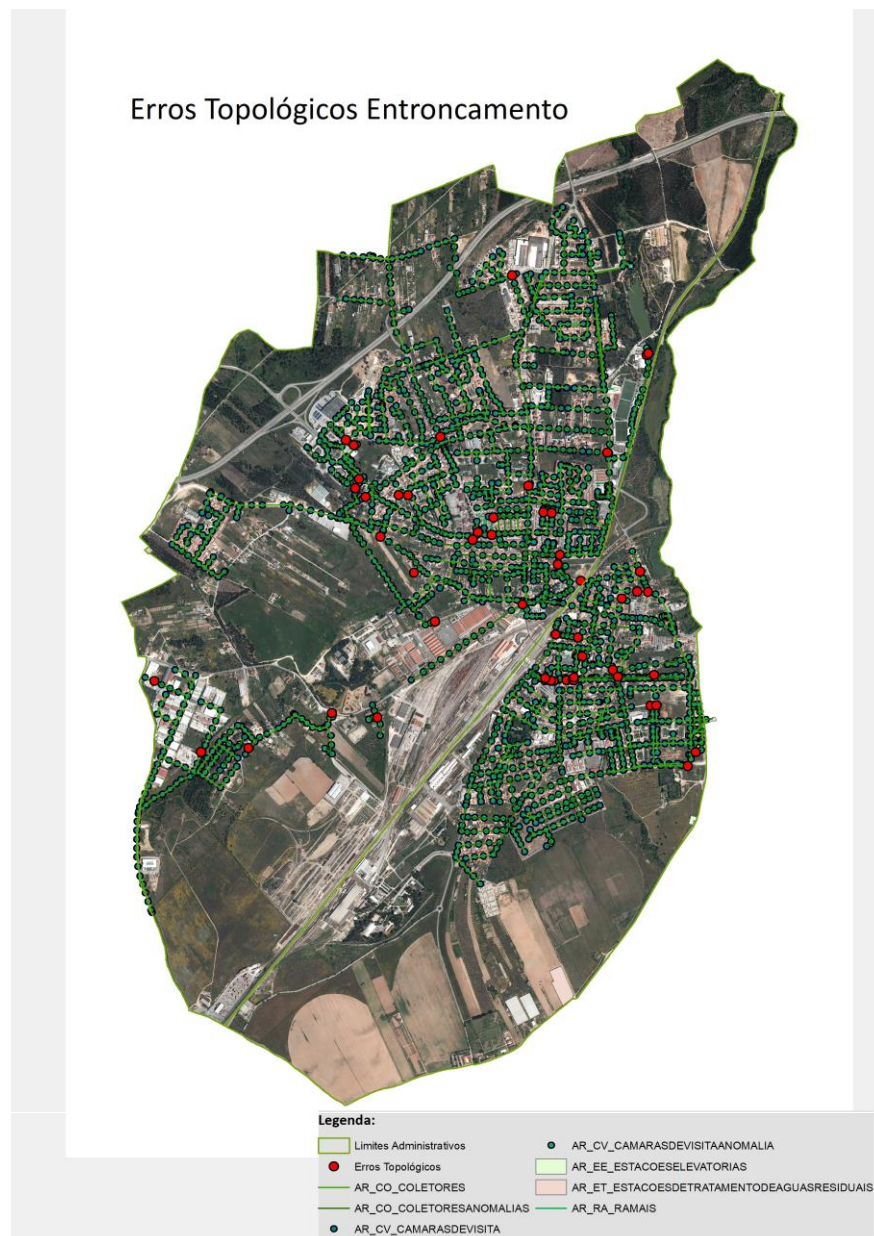 Erros Topológicos Entroncamento
Legenda:
Limites Administrativos
Erros Topológicos
AR_CO_COLETORES
AR_CO_COLETORESANOMALIAS
AR_CV_CAMARASDEVISITA
AR_CV_CAMARASDEVISITAANOMALIA
AR_EE_ESTACOESELEVATORIAS
AR_ET_ESTACOESDETRATAMENTODEAGUASRESIDUAIS
AR_RA_RAMAIS